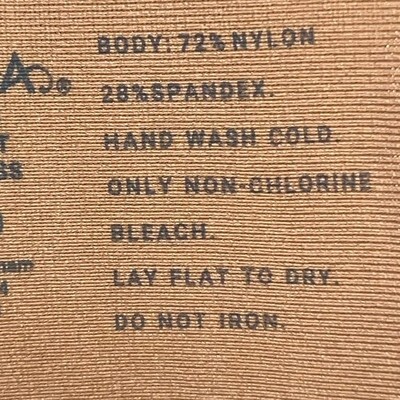 BODY: 72% NYLON
28%SPANDEX.
HAND WASH COLD.
ONLY NON-CHLORINE
BLEACH.
LAY FLAT TO DRY.
DO NOT IRON.